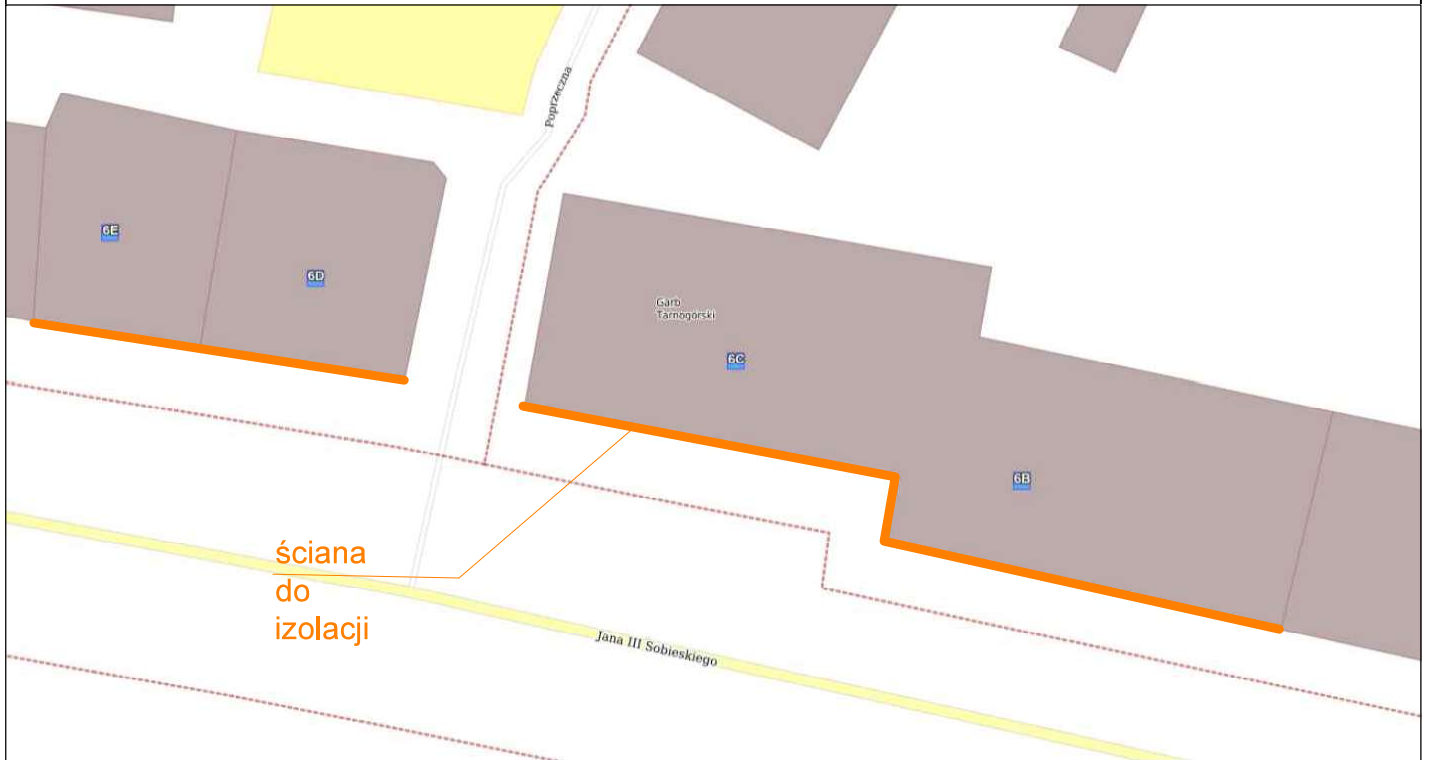 Poprzeczna
6E
6D
Garb
Tarnogórski
6C
6B
ściana
do
izolacji
Jana III Sobieskiego